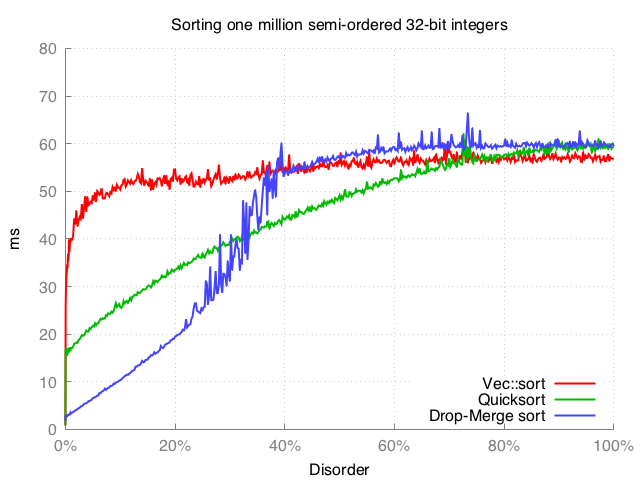 Sorting one million semi-ordered 32-bit integers
80
70
60
50
40
30
20
10
0
ms
0%
20%
40%
60%
80%
100%
Disorder
Vec::sort
Quicksort
Drop-Merge sort